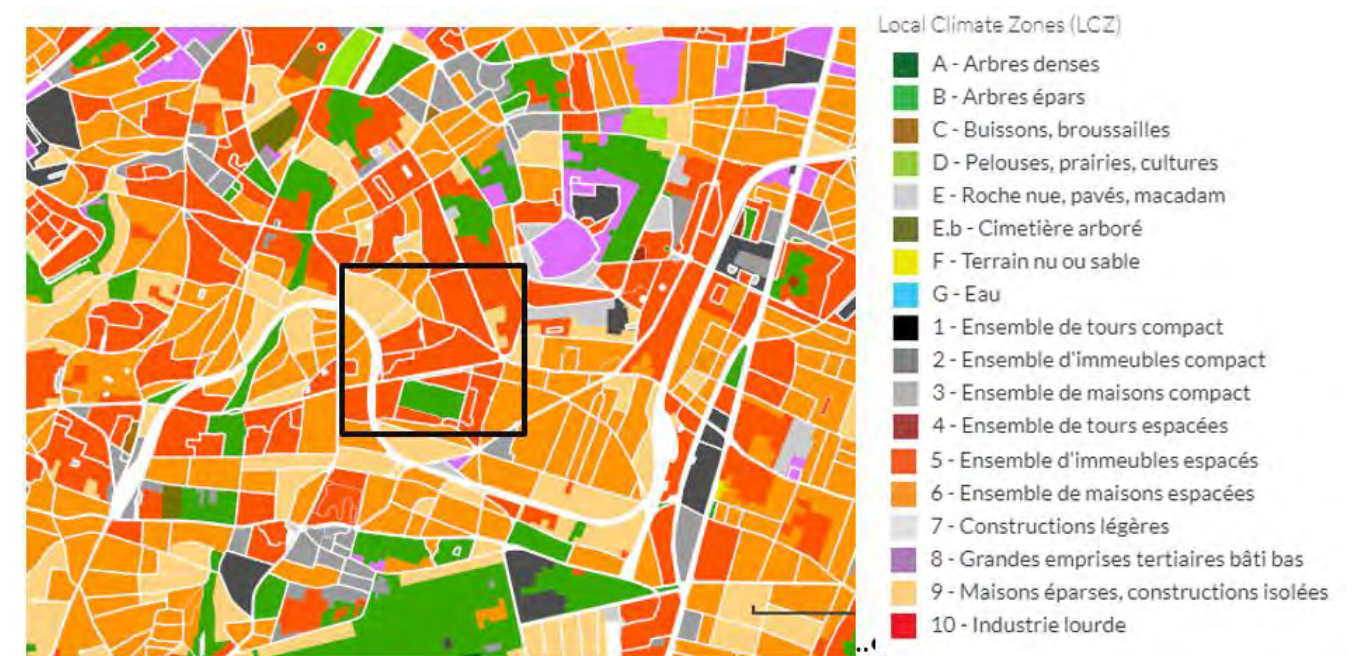 Local Climate Zones (LCZ)
A - Arbres denses
B - Arbres épars
C - Buissons, broussailles
D - Pelouses, prairies, cultures
E - Roche nue, pavés, macadam
E.b - Cimetière arboré
F - Terrain nu ou sable
G - Eau
1 - Ensemble de tours compact
2 - Ensemble d'immeubles compact
3 - Ensemble de maisons compact
4 - Ensemble de tours espacées
5 - Ensemble d'immeubles espacés
6 - Ensemble de maisons espacées
7 - Constructions légères
8 - Grandes emprises tertiaires bâti bas
9 - Maisons éparses, constructions isolées
10 - Industrie lourde